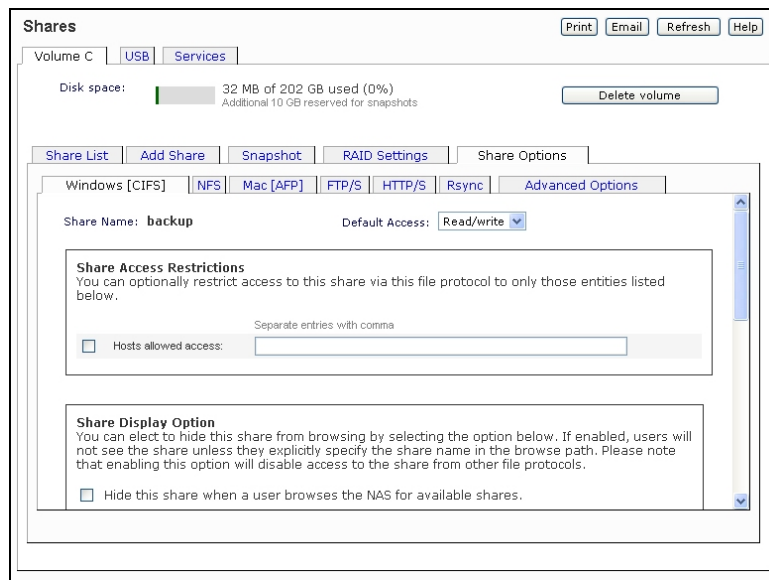 Shares Print Email Refresh Help
Volume C USB Services
Disk space: 32 MB of 202 GB used (0%)
Additional 10 GB reserved for snapshots
Delete volume
Share List Add Share Snapshot RAID Settings Share Options
Windows [CIFS] NFS Mac [AFP] FTP/S HTTP/S Rsync Advanced Options
Share Name: backup Default Access: Read/write
Share Access Restrictions
You can optionally restrict access to this share via this file protocol to only those entities listed
below.
Separate entries with comma
Hosts allowed access:
Share Display Option
You can elect to hide this share from browsing by selecting the option below. If enabled, users will
not see the share unless they explicitly specify the share name in the browse path. Please note
that enabling this option will disable access to the share from other file protocols.
Hide this share when a user browses the NAS for available shares.